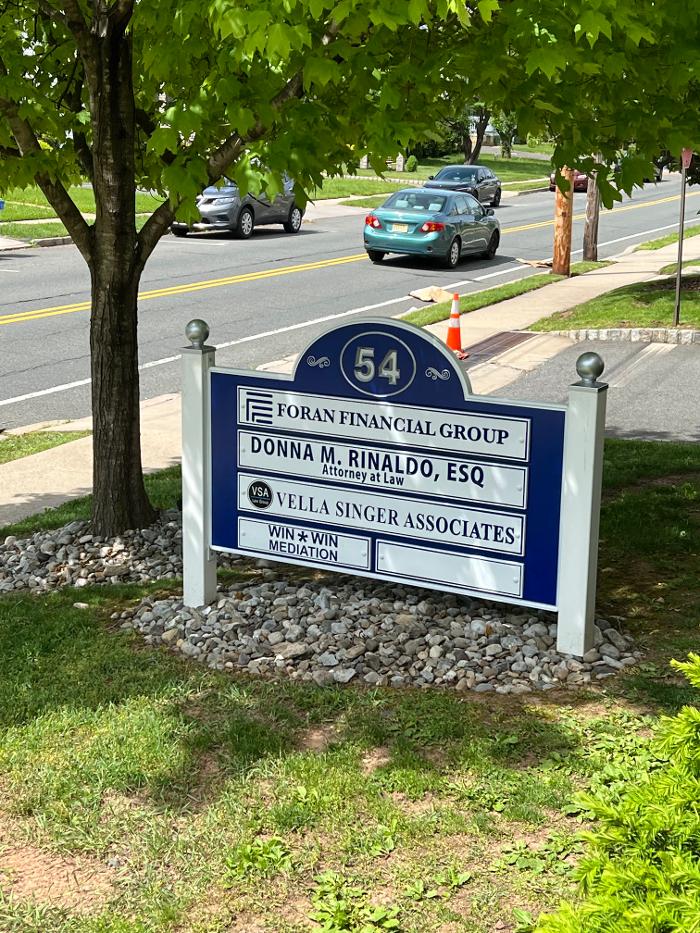 54
FORAN FINANCIAL GROUP
DONNA M. RINALDO, ESQ
Attorney at Law
VSA
VELLA SINGER ASSOCIATES
WIN * WIN
MEDIATION